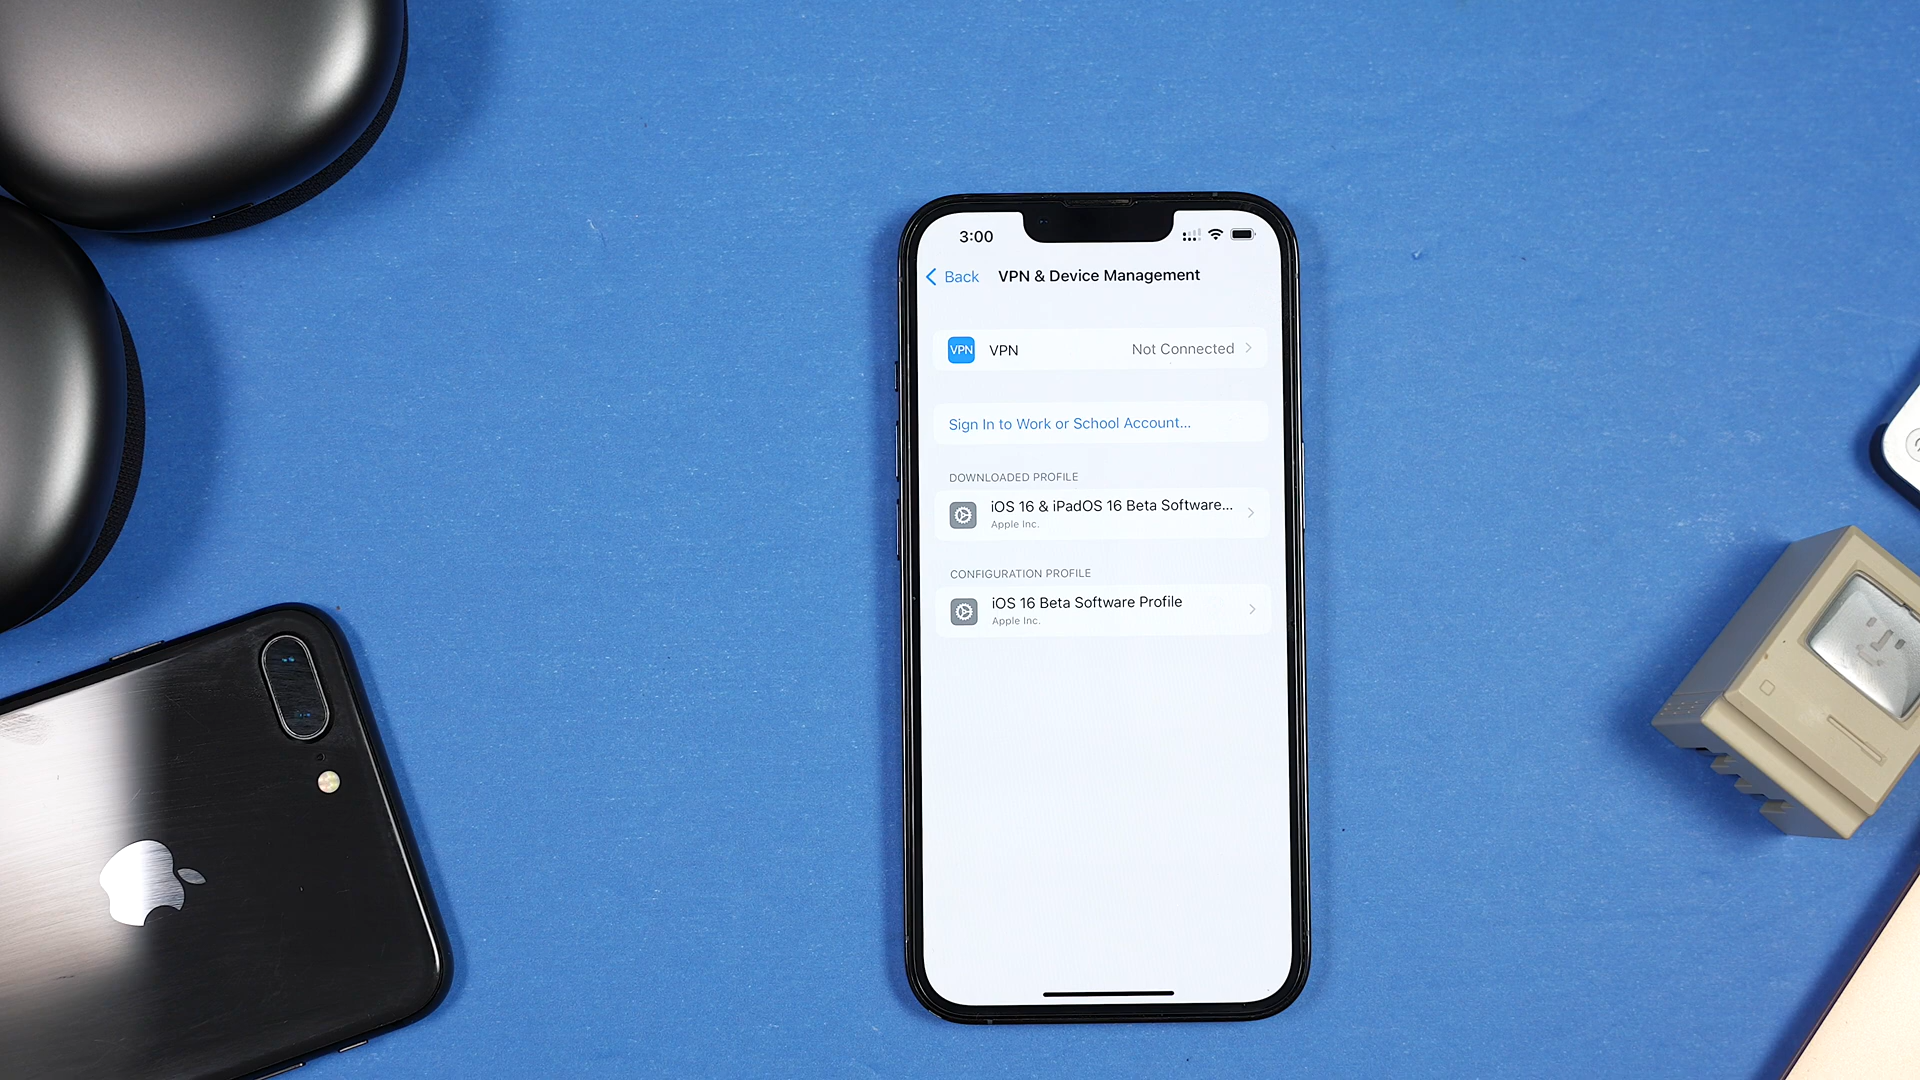 3:00
Back VPN & Device Management
VPN VPN Not Connected
Sign In to Work or School Account...
DOWNLOADED PROFILE
iOS 16 & iPadOS 16 Beta Software...
Apple Inc.
CONFIGURATION PROFILE
iOS 16 Beta Software Profile
Apple Inc.